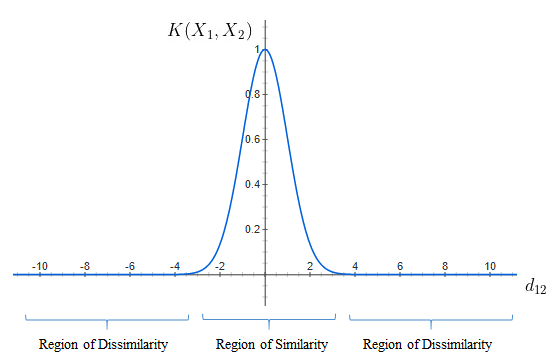 K(X₁, X₂)
1
0.8
0.6
0.4
0.2
-10 -8 -6 -4 -2 2 4 6 8 10
d₁₂
Region of Dissimilarity Region of Similarity Region of Dissimilarity